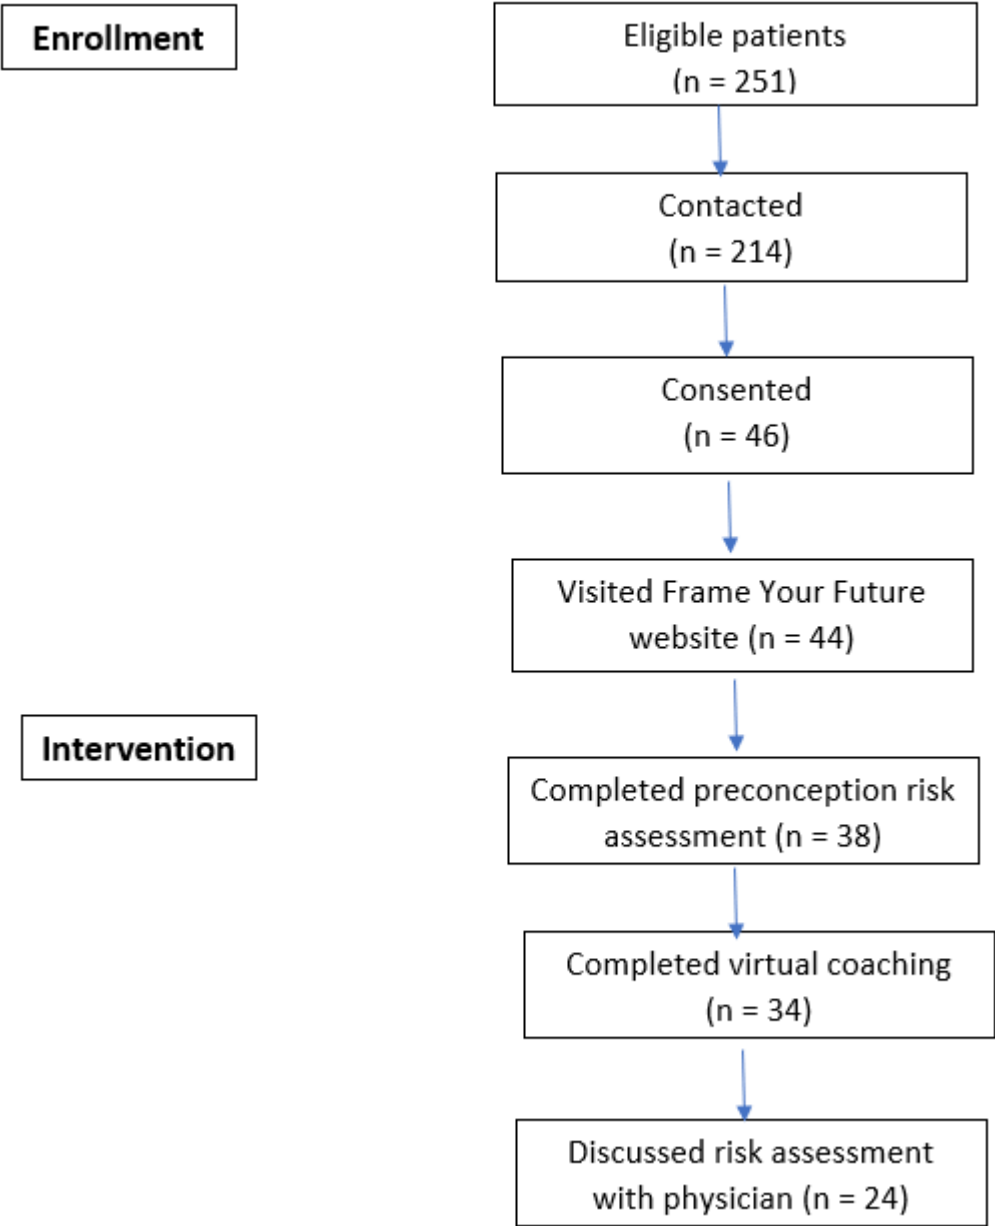 Enrollment
Eligible patients
(n = 251)
Contacted
(n = 214)
Consented
(n = 46)
Visited Frame Your Future
website (n = 44)
Intervention
Completed preconception risk
assessment (n = 38)
Completed virtual coaching
(n = 34)
Discussed risk assessment
with physician (n = 24)